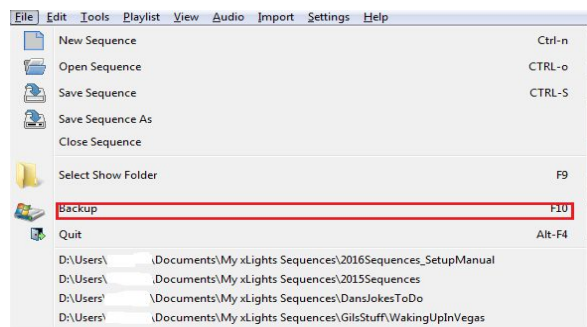 File Edit Tools Playlist View Audio Import Settings Help
New Sequence Ctrl-n
Open Sequence CTRL-o
Save Sequence CTRL-S
Save Sequence As
Close Sequence
Select Show Folder F9
Backup F10
Quit Alt-F4
D:\Users\ \Documents\My xLights Sequences\2016Sequences_SetupManual
D:\Users\ \Documents\My xLights Sequences\2015Sequences
D:\Users\ \Documents\My xLights Sequences\DansJokesToDo
D:\Users\ \Documents\My xLights Sequences\GilsStuff\WakingUpInVegas